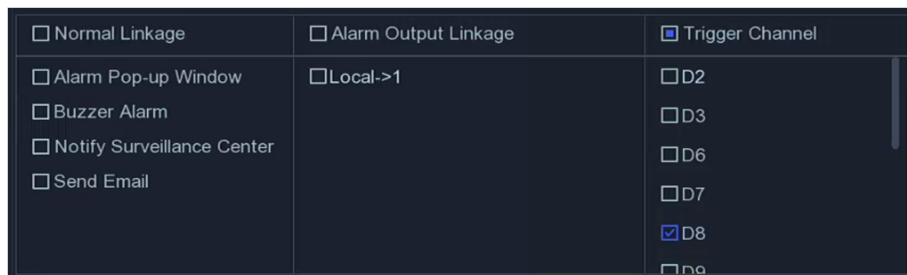 Normal Linkage
Alarm Output Linkage
Trigger Channel
Alarm Pop-up Window
Buzzer Alarm
Notify Surveillance Center
Send Email
Local->1
D2
D3
D6
D7
D8
D9